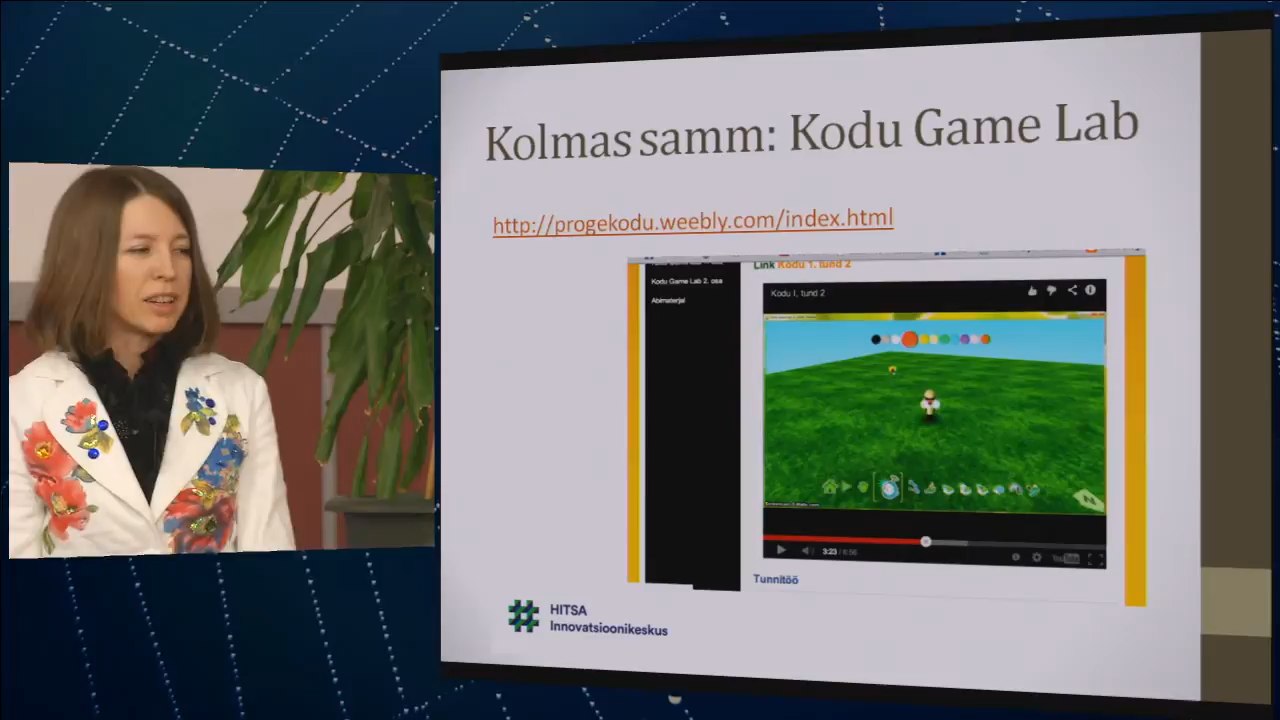 Kolmas samm: Kodu Game Lab
http://progekodu.weebly.com/index.html
Link Kodu 1. tund 2
Kodu Game Lab 2. osa
Abimaterjal
Kodu I, tund 2
3:23 / 6:56
YouTube
Tunnitöö
HITSA
Innovatsioonikeskus